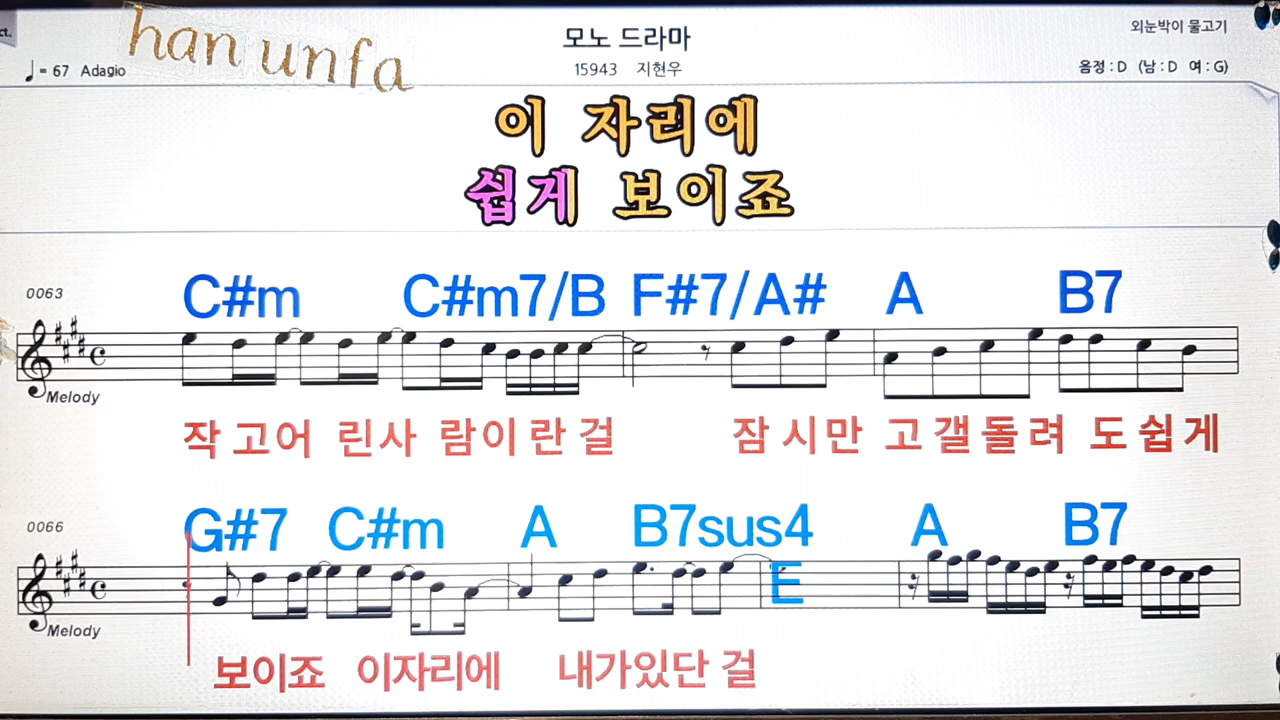 ct.
han unfa
♩= 67 Adagio
모노 드라마
15943 지현우
외눈박이 물고기
음정 : D (남 : D 여 : G)
이 자리에
쉽게 보이죠
0063
C#m C#m7/B F#7/A# A B7
Melody
작 고어 린사 람이 란 걸 잠 시만 고 갤 돌 려 도 쉽 게
0066
G#7 C#m A B7sus4 E A B7
Melody
보이죠 이자리에 내가있단 걸